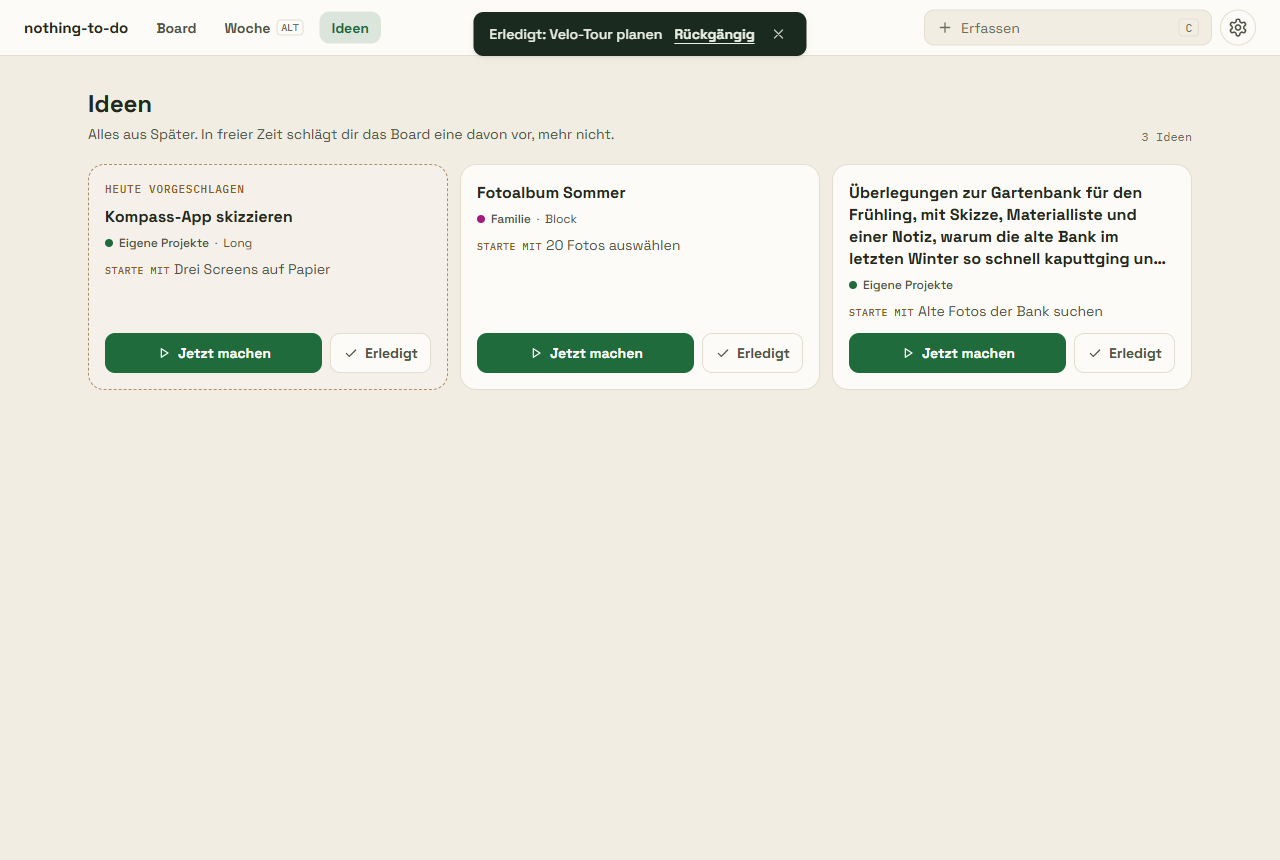 nothing-to-do Board Woche ALT Ideen
Erledigt: Velo-Tour planen Rückgängig
Erfassen C
Ideen
Alles aus Später. In freier Zeit schlägt dir das Board eine davon vor, mehr nicht.
3 Ideen
HEUTE VORGESCHLAGEN
Kompass-App skizzieren
Eigene Projekte · Long
STARTE MIT Drei Screens auf Papier
Jetzt machen Erledigt
Fotoalbum Sommer
Familie · Block
STARTE MIT 20 Fotos auswählen
Jetzt machen Erledigt
Überlegungen zur Gartenbank für den
Frühling, mit Skizze, Materialliste und
einer Notiz, warum die alte Bank im
letzten Winter so schnell kaputtging un…
Eigene Projekte
STARTE MIT Alte Fotos der Bank suchen
Jetzt machen Erledigt